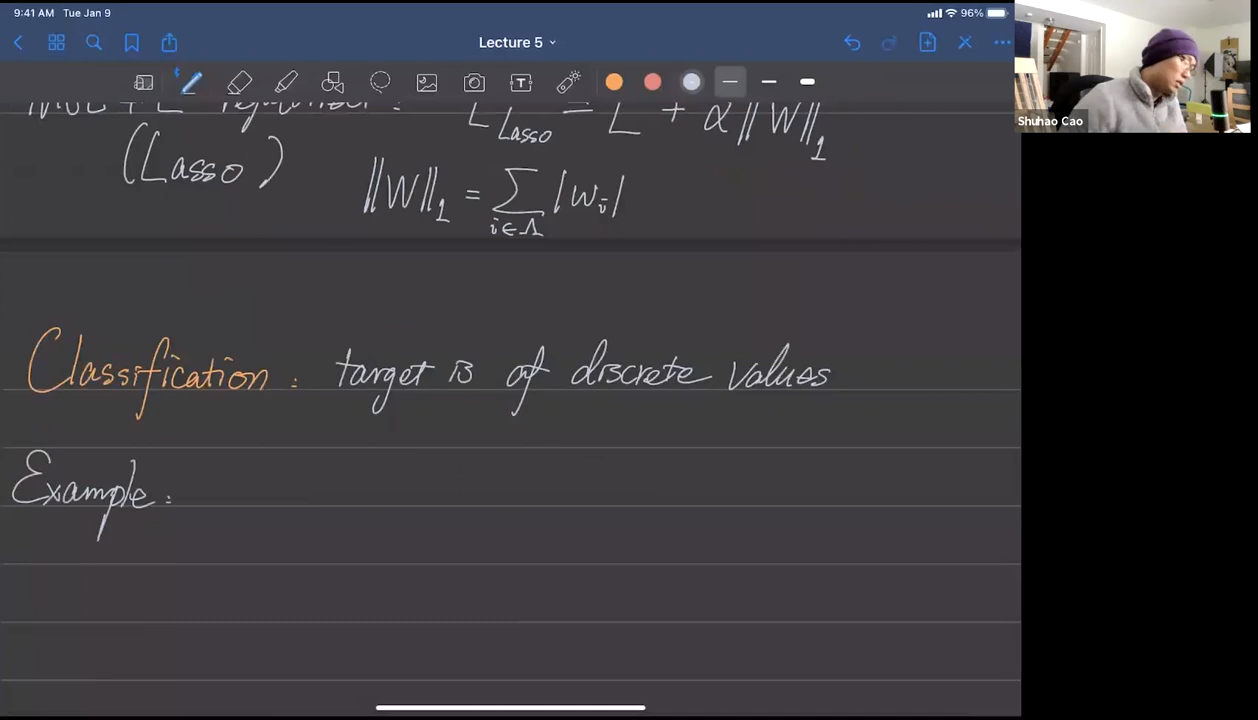 9:41 AM Tue Jan 9
96%
Lecture 5
L_Lasso = L + α‖W‖_1
(Lasso)
‖W‖_1 = ∑_{i∈Λ} |w_i|
Shuhao Cao
Classification: target is of discrete values
Example: